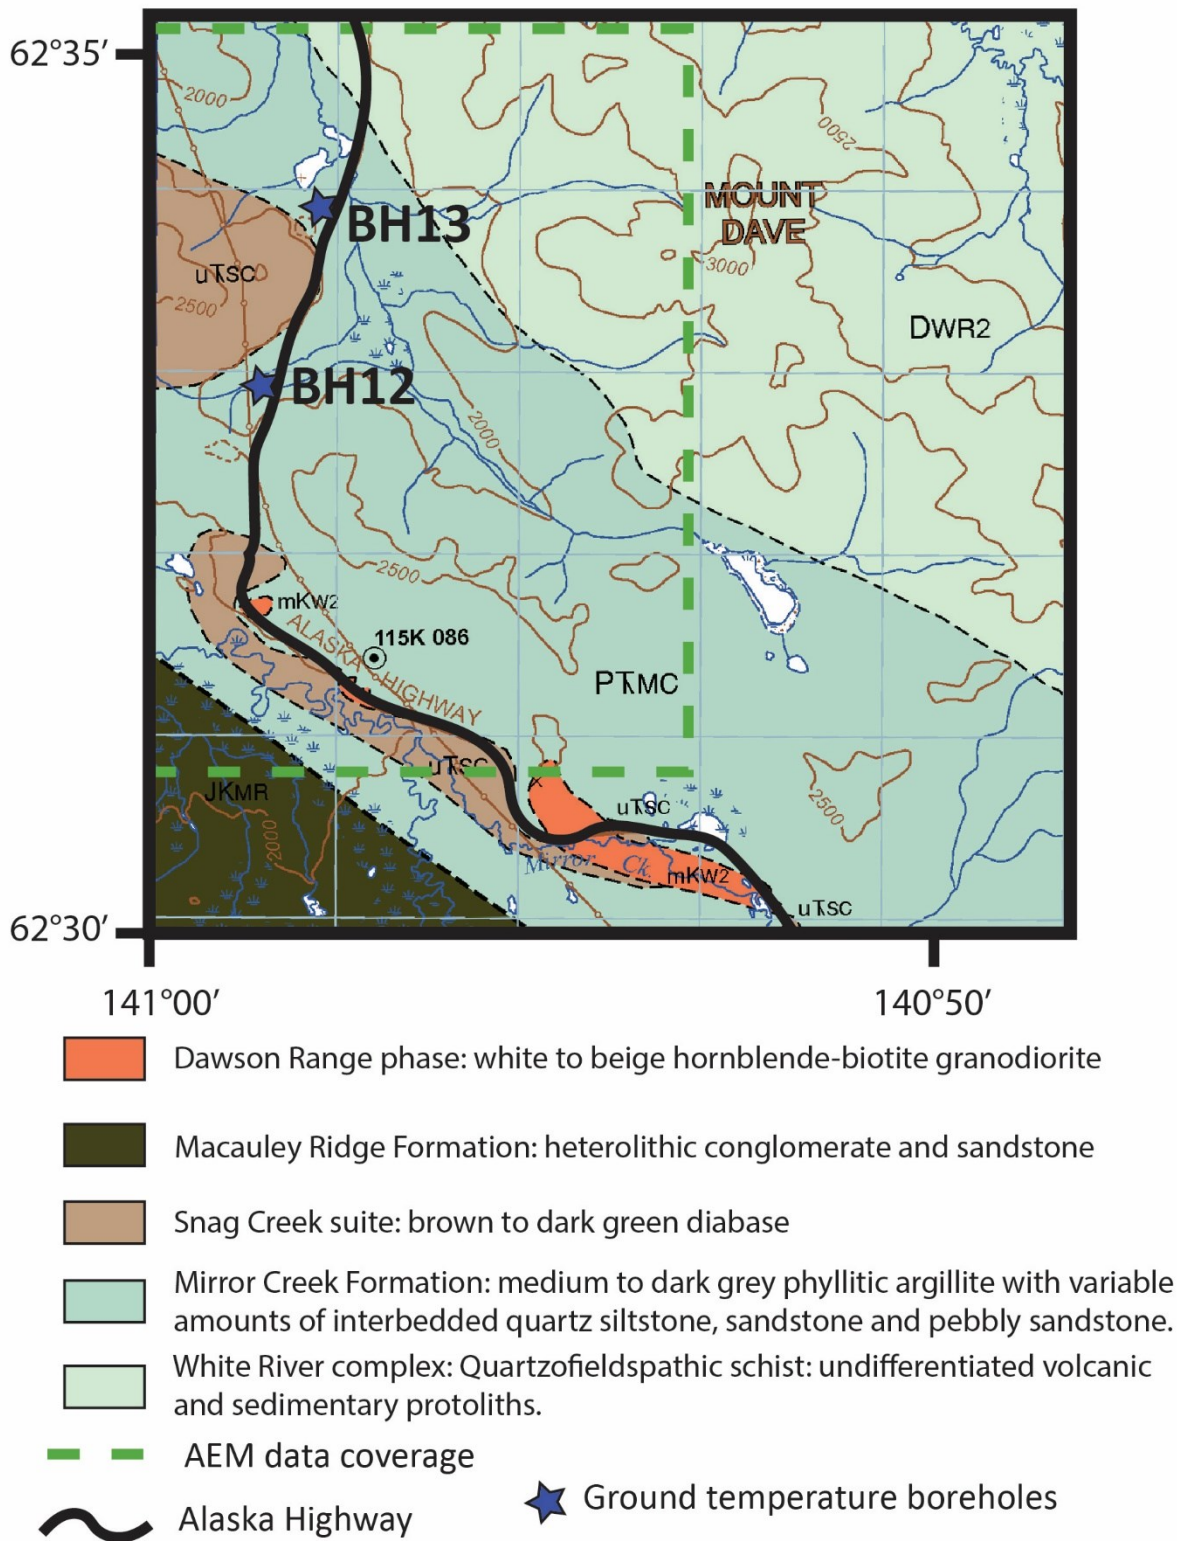 62°35′
2000
2500
MOUNT
DAVE
BH13
3000
uTSC
2500
DWR2
BH12
2000
2500
mKW2
115K 086
ALASKA HIGHWAY
PTMC
uTSC
uTSC
2500
JKMR
2000
Mirror Ck.
mKW2
uTSC
62°30′
141°00′
140°50′
Dawson Range phase: white to beige hornblende-biotite granodiorite
Macauley Ridge Formation: heterolithic conglomerate and sandstone
Snag Creek suite: brown to dark green diabase
Mirror Creek Formation: medium to dark grey phyllitic argillite with variable
amounts of interbedded quartz siltstone, sandstone and pebbly sandstone.
White River complex: Quartzofieldspathic schist: undifferentiated volcanic
and sedimentary protoliths.
AEM data coverage
Ground temperature boreholes
Alaska Highway